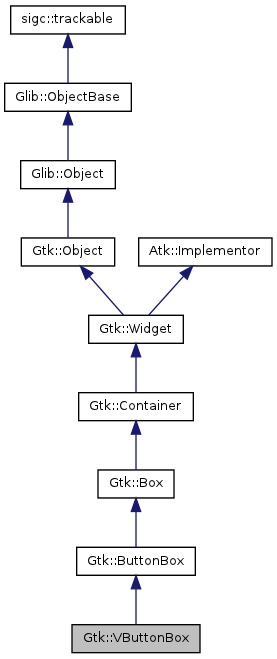 sigc::trackable
Glib::ObjectBase
Glib::Object
Gtk::Object
Atk::Implementor
Gtk::Widget
Gtk::Container
Gtk::Box
Gtk::ButtonBox
Gtk::VButtonBox